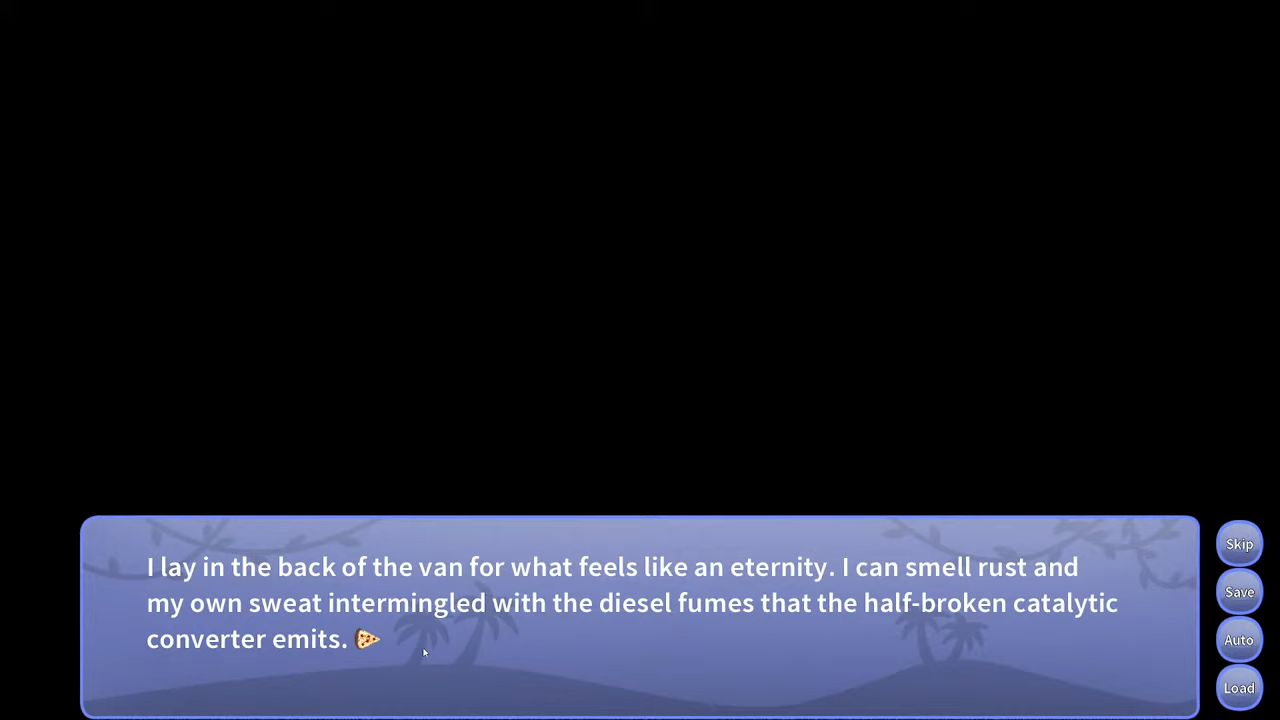 I lay in the back of the van for what feels like an eternity. I can smell rust and
my own sweat intermingled with the diesel fumes that the half-broken catalytic
converter emits.
Skip
Save
Auto
Load